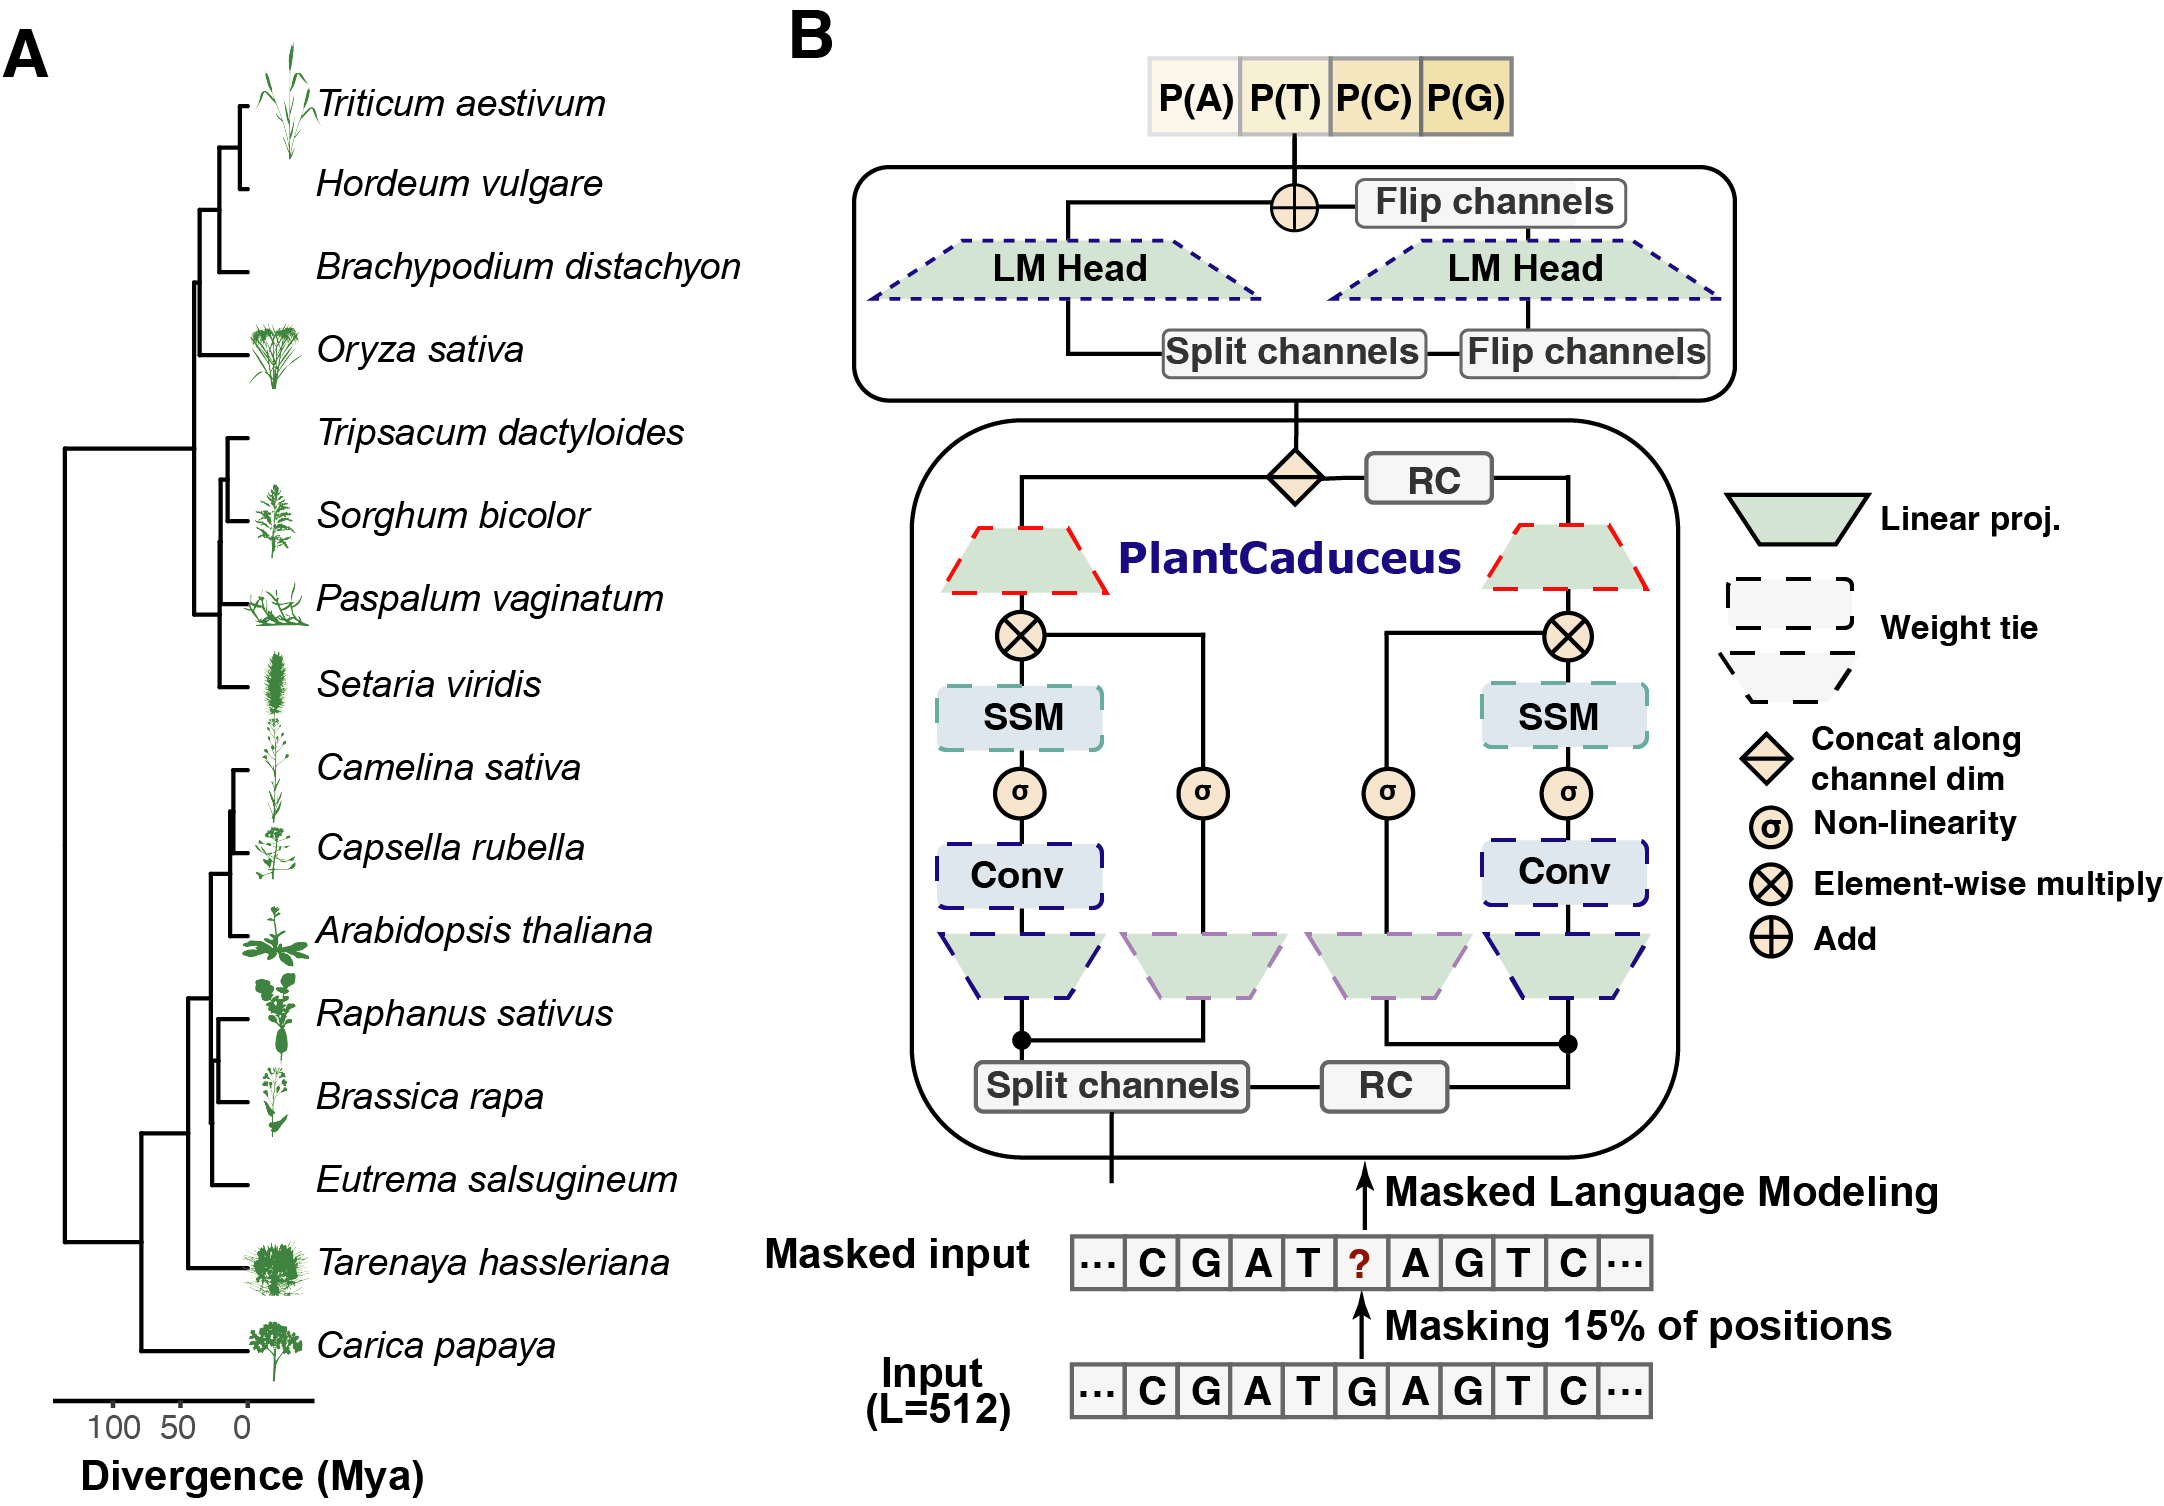 A
Triticum aestivum
Hordeum vulgare
Brachypodium distachyon
Oryza sativa
Tripsacum dactyloides
Sorghum bicolor
Paspalum vaginatum
Setaria viridis
Camelina sativa
Capsella rubella
Arabidopsis thaliana
Raphanus sativus
Brassica rapa
Eutrema salsugineum
Tarenaya hassleriana
Carica papaya
100 50 0
Divergence (Mya)
B
P(A) P(T) P(C) P(G)
Flip channels
LM Head LM Head
Split channels Flip channels
RC
PlantCaduceus
SSM SSM
σ σ σ σ
Conv Conv
Split channels RC
Masked Language Modeling
Masked input ... C G A T ? A G T C ...
Masking 15% of positions
Input
(L=512)
... C G A T G A G T C ...
Linear proj.
Weight tie
Concat along
channel dim
σ Non-linearity
Element-wise multiply
Add